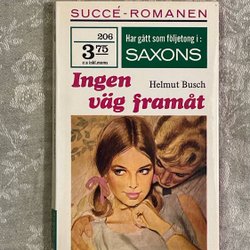 SUCCÉ-ROMANEN
206
3 75
Har gått som följetong i:
SAXONS
Ingen
Helmut Busch
väg framåt